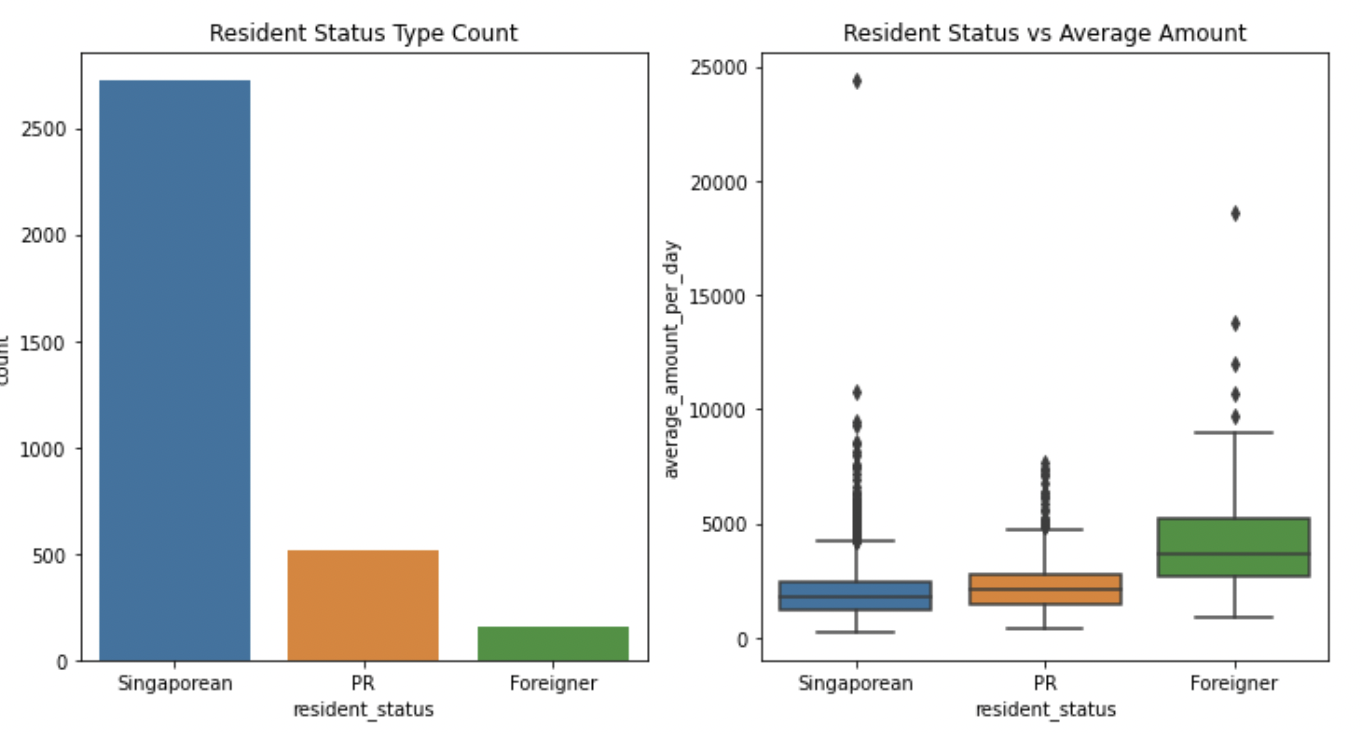 Resident Status Type Count
2500
2000
1500
1000
500
0
count
Singaporean PR Foreigner
resident_status
Resident Status vs Average Amount
25000
20000
15000
10000
5000
0
average_amount_per_day
Singaporean PR Foreigner
resident_status